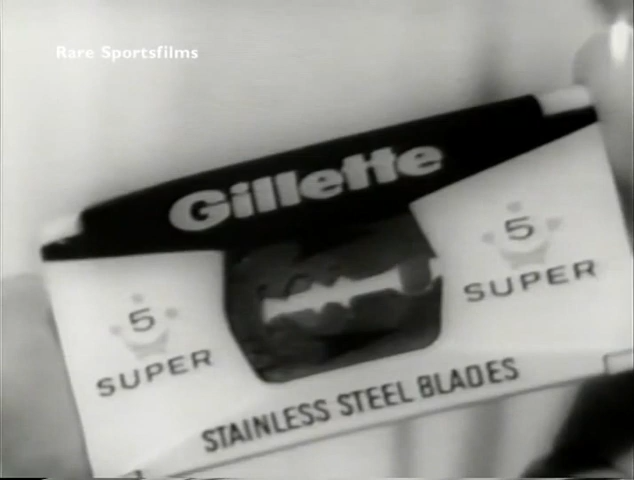 Rare Sportsfilms
Gillette
5
SUPER
5
SUPER
STAINLESS STEEL BLADES